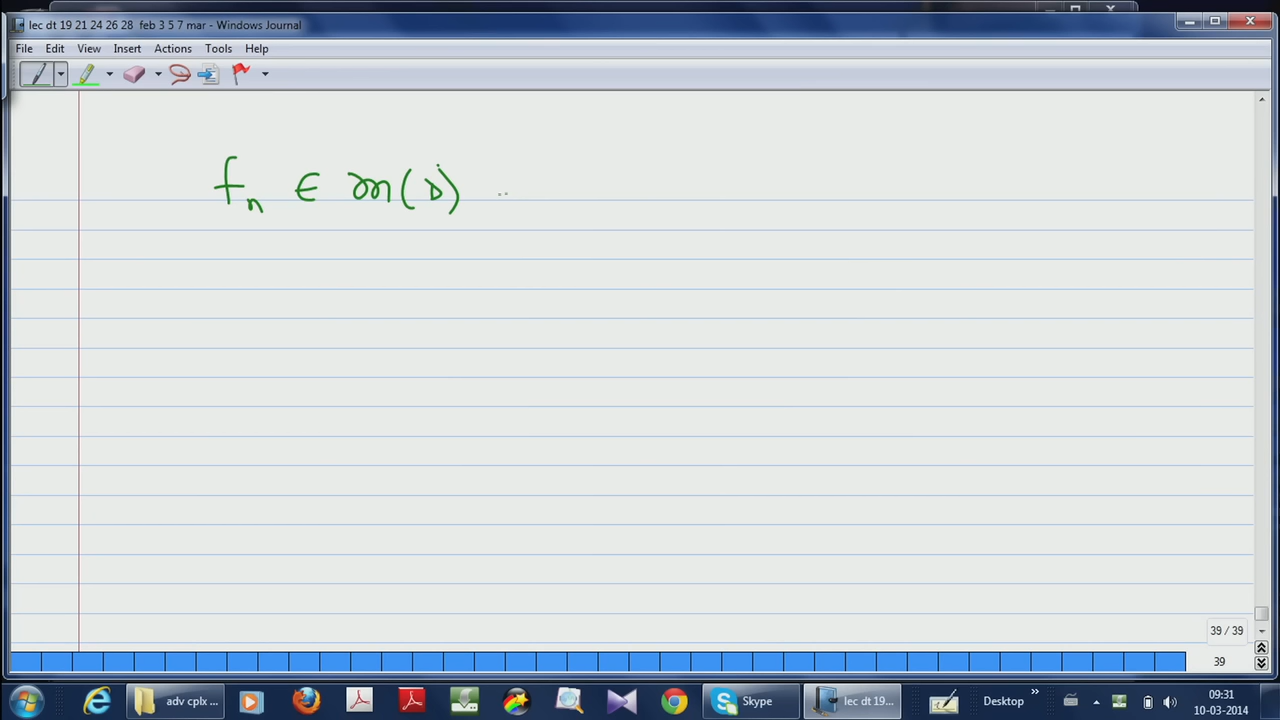 lec dt 19 21 24 26 28 feb 3 5 7 mar - Windows Journal
File Edit View Insert Actions Tools Help
fₙ ∈ 𝔪(D)
39 / 39
39
adv cplx ... Skype lec dt 19... Desktop » 09:31
10-03-2014